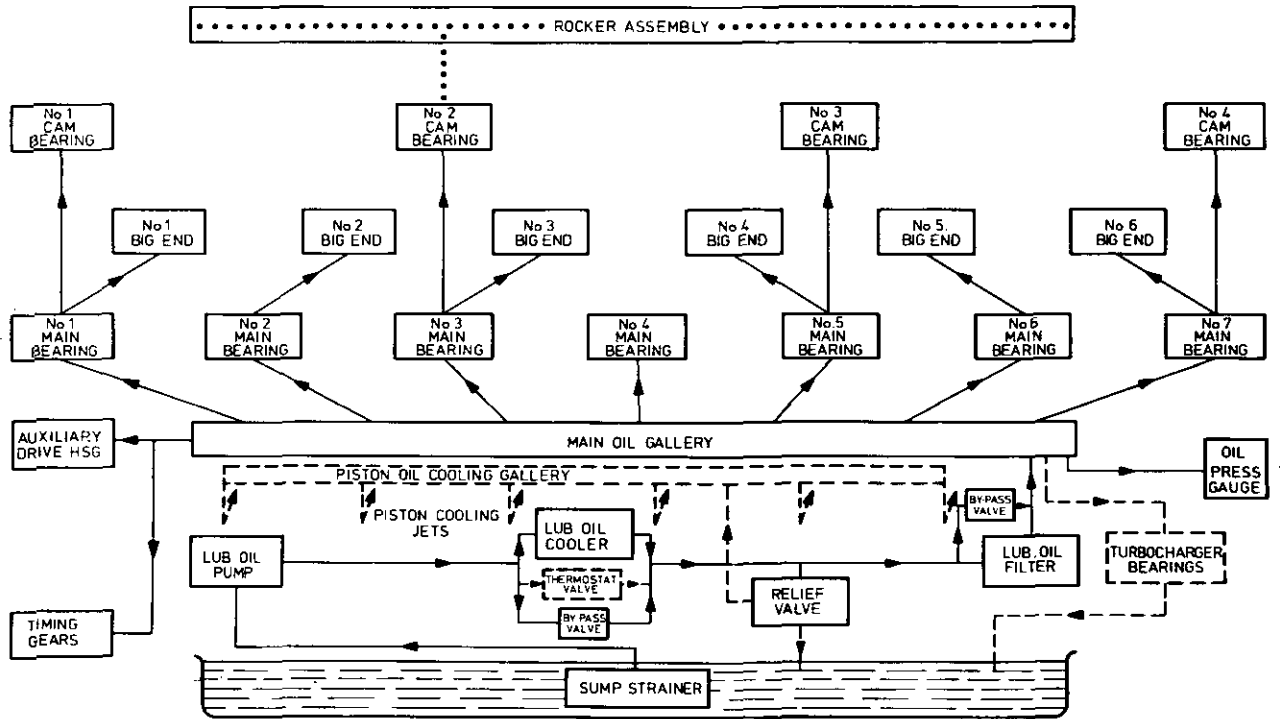 ROCKER ASSEMBLY
No 1
CAM
BEARING
No 2
CAM
BEARING
No 3
CAM
BEARING
No 4
CAM
BEARING
No 1
BIG END
No 2
BIG END
No 3
BIG END
No 4
BIG END
No 5.
BIG END
No 6
BIG END
No 1
MAIN
BEARING
No 2
MAIN
BEARING
No 3
MAIN
BEARING
No 4
MAIN
BEARING
No.5
MAIN
BEARING
No 6
MAIN
BEARING
No 7
MAIN
BEARING
AUXILIARY
DRIVE HSG
MAIN OIL GALLERY
OIL
PRESS
GAUGE
PISTON OIL COOLING GALLERY
PISTON COOLING
JETS
BY-PASS
VALVE
LUB OIL
PUMP
LUB OIL
COOLER
THERMOSTAT
VALVE
BY PASS
VALVE
RELIEF
VALVE
LUB. OIL
FILTER
TURBOCHARGER
BEARINGS
TIMING
GEARS
SUMP STRAINER